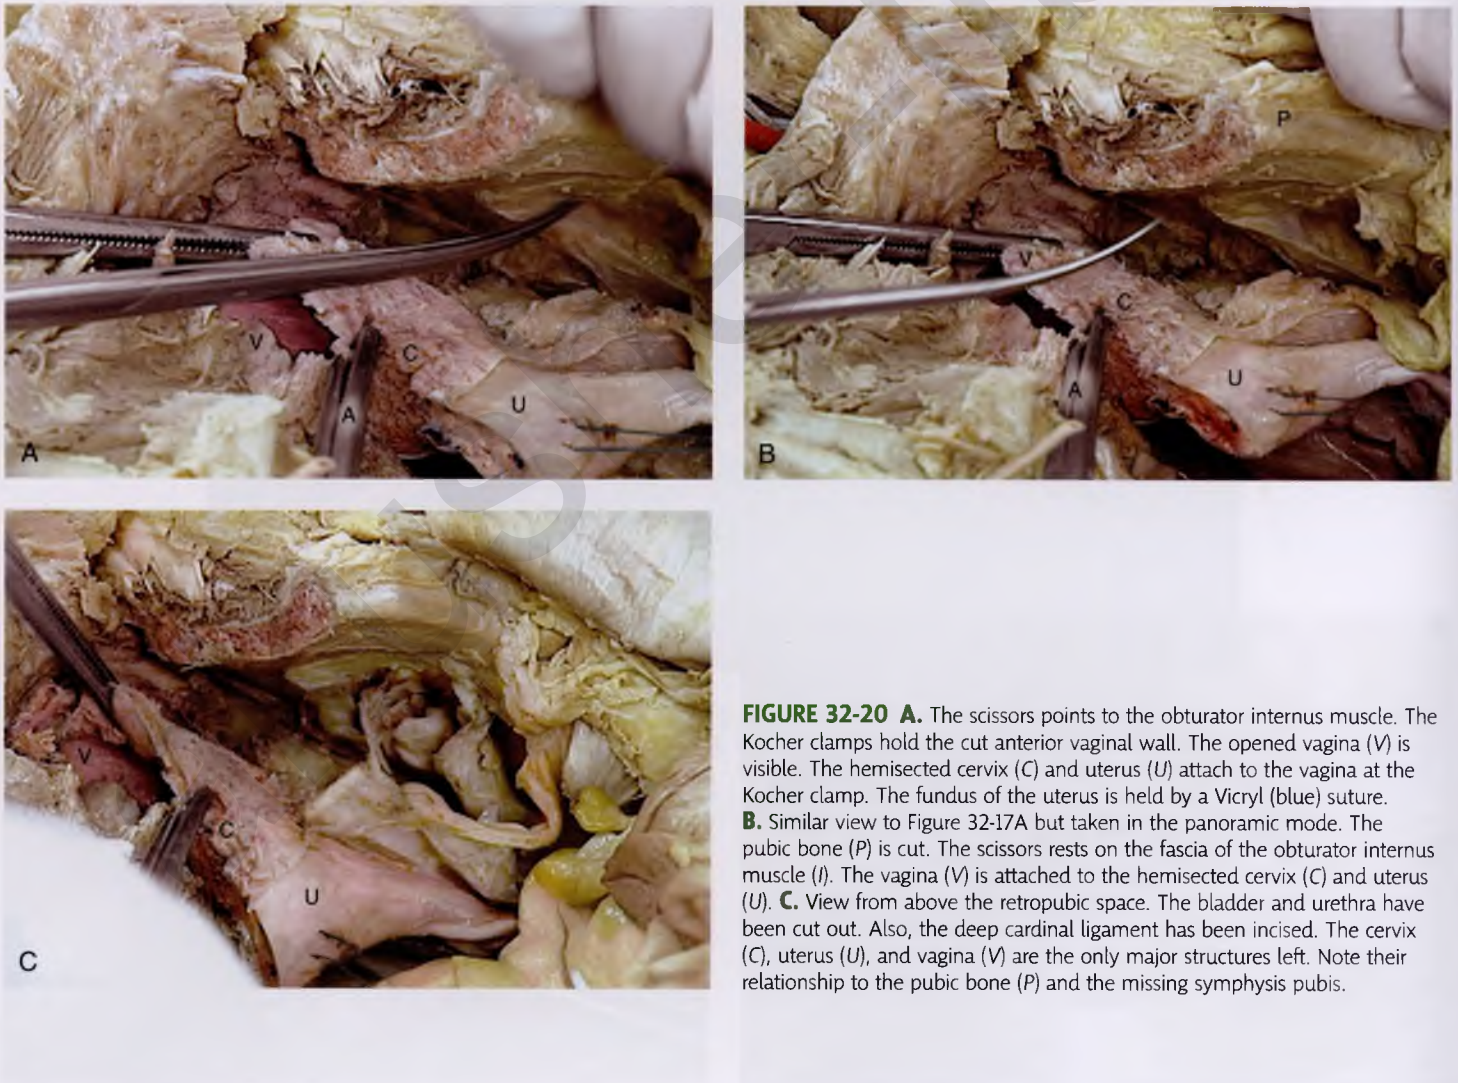 P
V
C
V
C
A
U
A
U
A
B
V
C
U
C
FIGURE 32-20 A. The scissors points to the obturator internus muscle. The
Kocher clamps hold the cut anterior vaginal wall. The opened vagina (V) is
visible. The hemisected cervix (C) and uterus (U) attach to the vagina at the
Kocher clamp. The fundus of the uterus is held by a Vicryl (blue) suture.
B. Similar view to Figure 32-17A but taken in the panoramic mode. The
pubic bone (P) is cut. The scissors rests on the fascia of the obturator internus
muscle (I). The vagina (V) is attached to the hemisected cervix (C) and uterus
(U). C. View from above the retropubic space. The bladder and urethra have
been cut out. Also, the deep cardinal ligament has been incised. The cervix
(C), uterus (U), and vagina (V) are the only major structures left. Note their
relationship to the pubic bone (P) and the missing symphysis pubis.